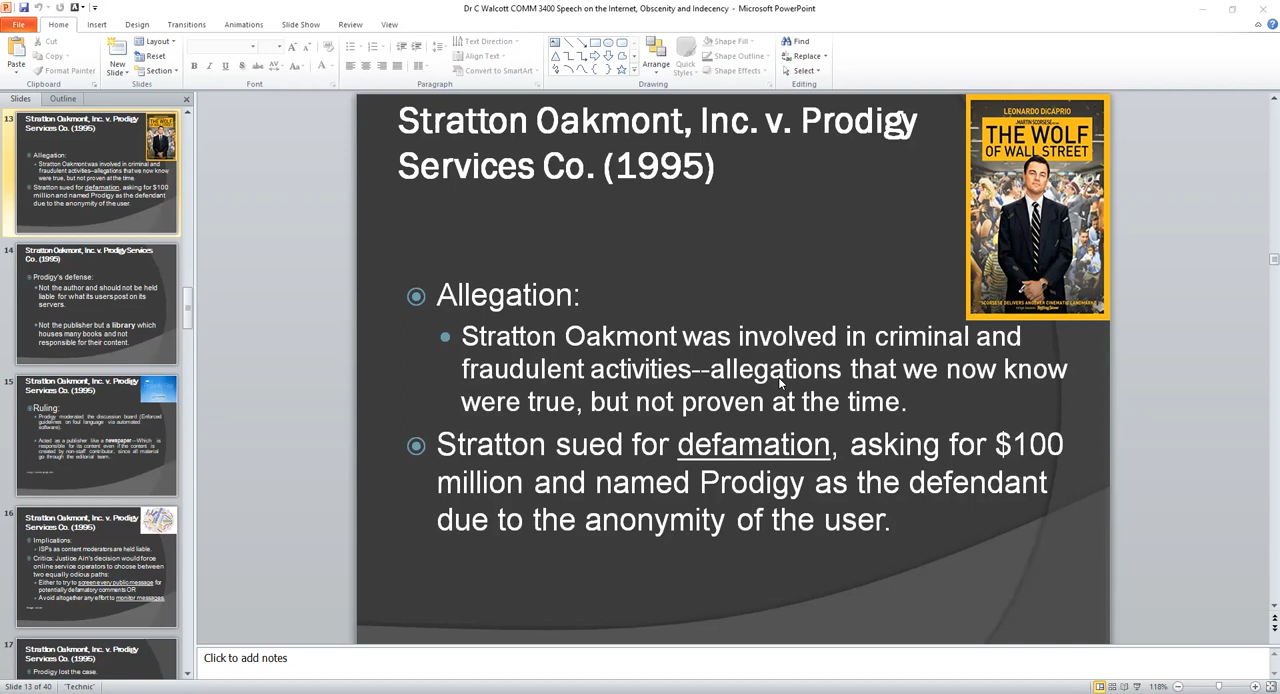 Dr C Walcott COMM 3400 Speech on the Internet, Obscenity and Indecency - Microsoft PowerPoint
File Home Insert Design Transitions Animations Slide Show Review View
Paste
Cut
Copy
Format Painter
Clipboard
New
Slide
Layout
Reset
Section
Slides
B I U S abc AV Aa A
Font
Text Direction
Align Text
Convert to SmartArt
Paragraph
Arrange
Quick
Styles
Shape Fill
Shape Outline
Shape Effects
Drawing
Find
Replace
Select
Editing
Slides Outline
13
Stratton Oakmont, Inc. v. Prodigy
Services Co. (1995)
Allegation:
Stratton Oakmont was involved in criminal and
fraudulent activities--allegations that we now know
were true, but not proven at the time.
Stratton sued for defamation, asking for $100
million and named Prodigy as the defendant
due to the anonymity of the user.
14
Stratton Oakmont, Inc. v. Prodigy Services
Co. (1995)
Prodigy's defense:
Not the author and should not be held
liable for what its users post on its
servers.
Not the publisher but a library which
houses many books and not
responsible for their content.
15
Stratton Oakmont, Inc. v. Prodigy
Services Co. (1995)
Ruling:
Prodigy moderated the discussion board (Enforced
guidelines on foul language via automated
software).
Acted as a publisher like a newspaper--Which is
responsible for its content even if the content is
created by non-staff contributor, since all material
go through the editorial team.
16
Stratton Oakmont, Inc. v. Prodigy
Services Co. (1995)
Implications:
ISPs as content moderators are held liable.
Critics: Justice Ain's decision would force
online service operators to choose between
two equally odious paths:
Either to try to screen every public message for
potentially defamatory comments OR
Avoid altogether any effort to monitor messages.
17
Stratton Oakmont, Inc. v. Prodigy
Services Co. (1995)
Prodigy lost the case.
Stratton Oakmont, Inc. v. Prodigy
Services Co. (1995)
LEONARDO DiCAPRIO
A MARTIN SCORSESE
THE WOLF
OF WALL STREET
SCORSESE DELIVERS ANOTHER CINEMATIC LANDMARK
Allegation:
Stratton Oakmont was involved in criminal and
fraudulent activities--allegations that we now know
were true, but not proven at the time.
Stratton sued for defamation, asking for $100
million and named Prodigy as the defendant
due to the anonymity of the user.
Click to add notes
Slide 13 of 40 'Technic' 118%